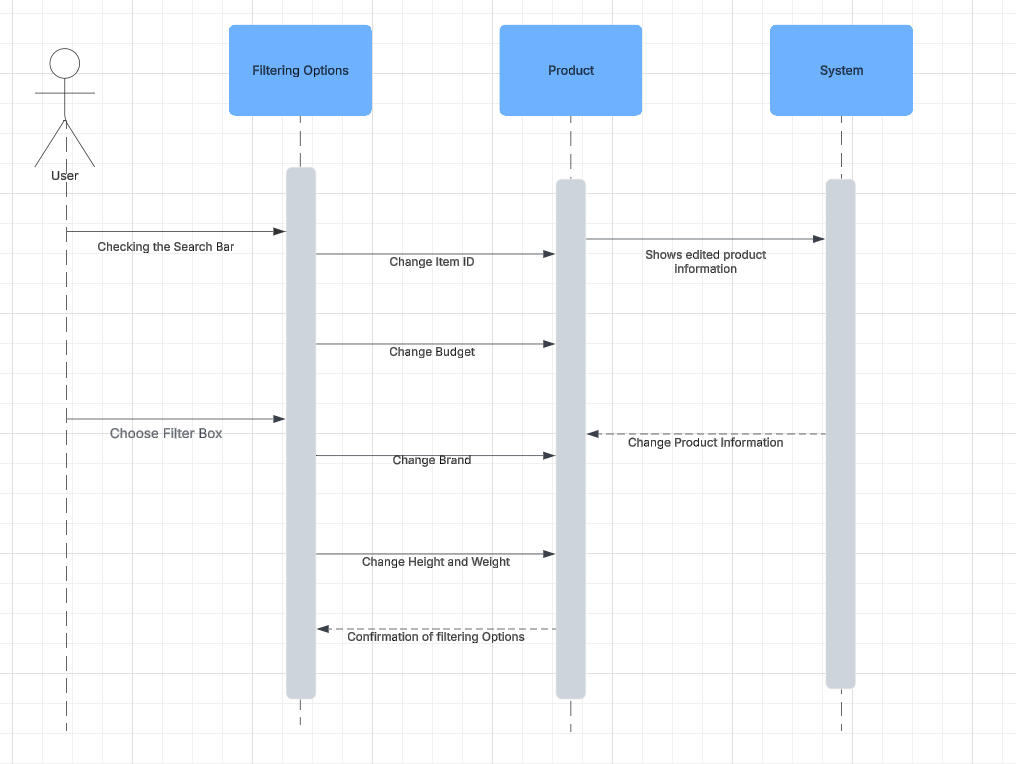 Filtering Options
Product
System
User
Checking the Search Bar
Change Item ID
Shows edited product
information
Change Budget
Choose Filter Box
Change Product Information
Change Brand
Change Height and Weight
Confirmation of filtering Options